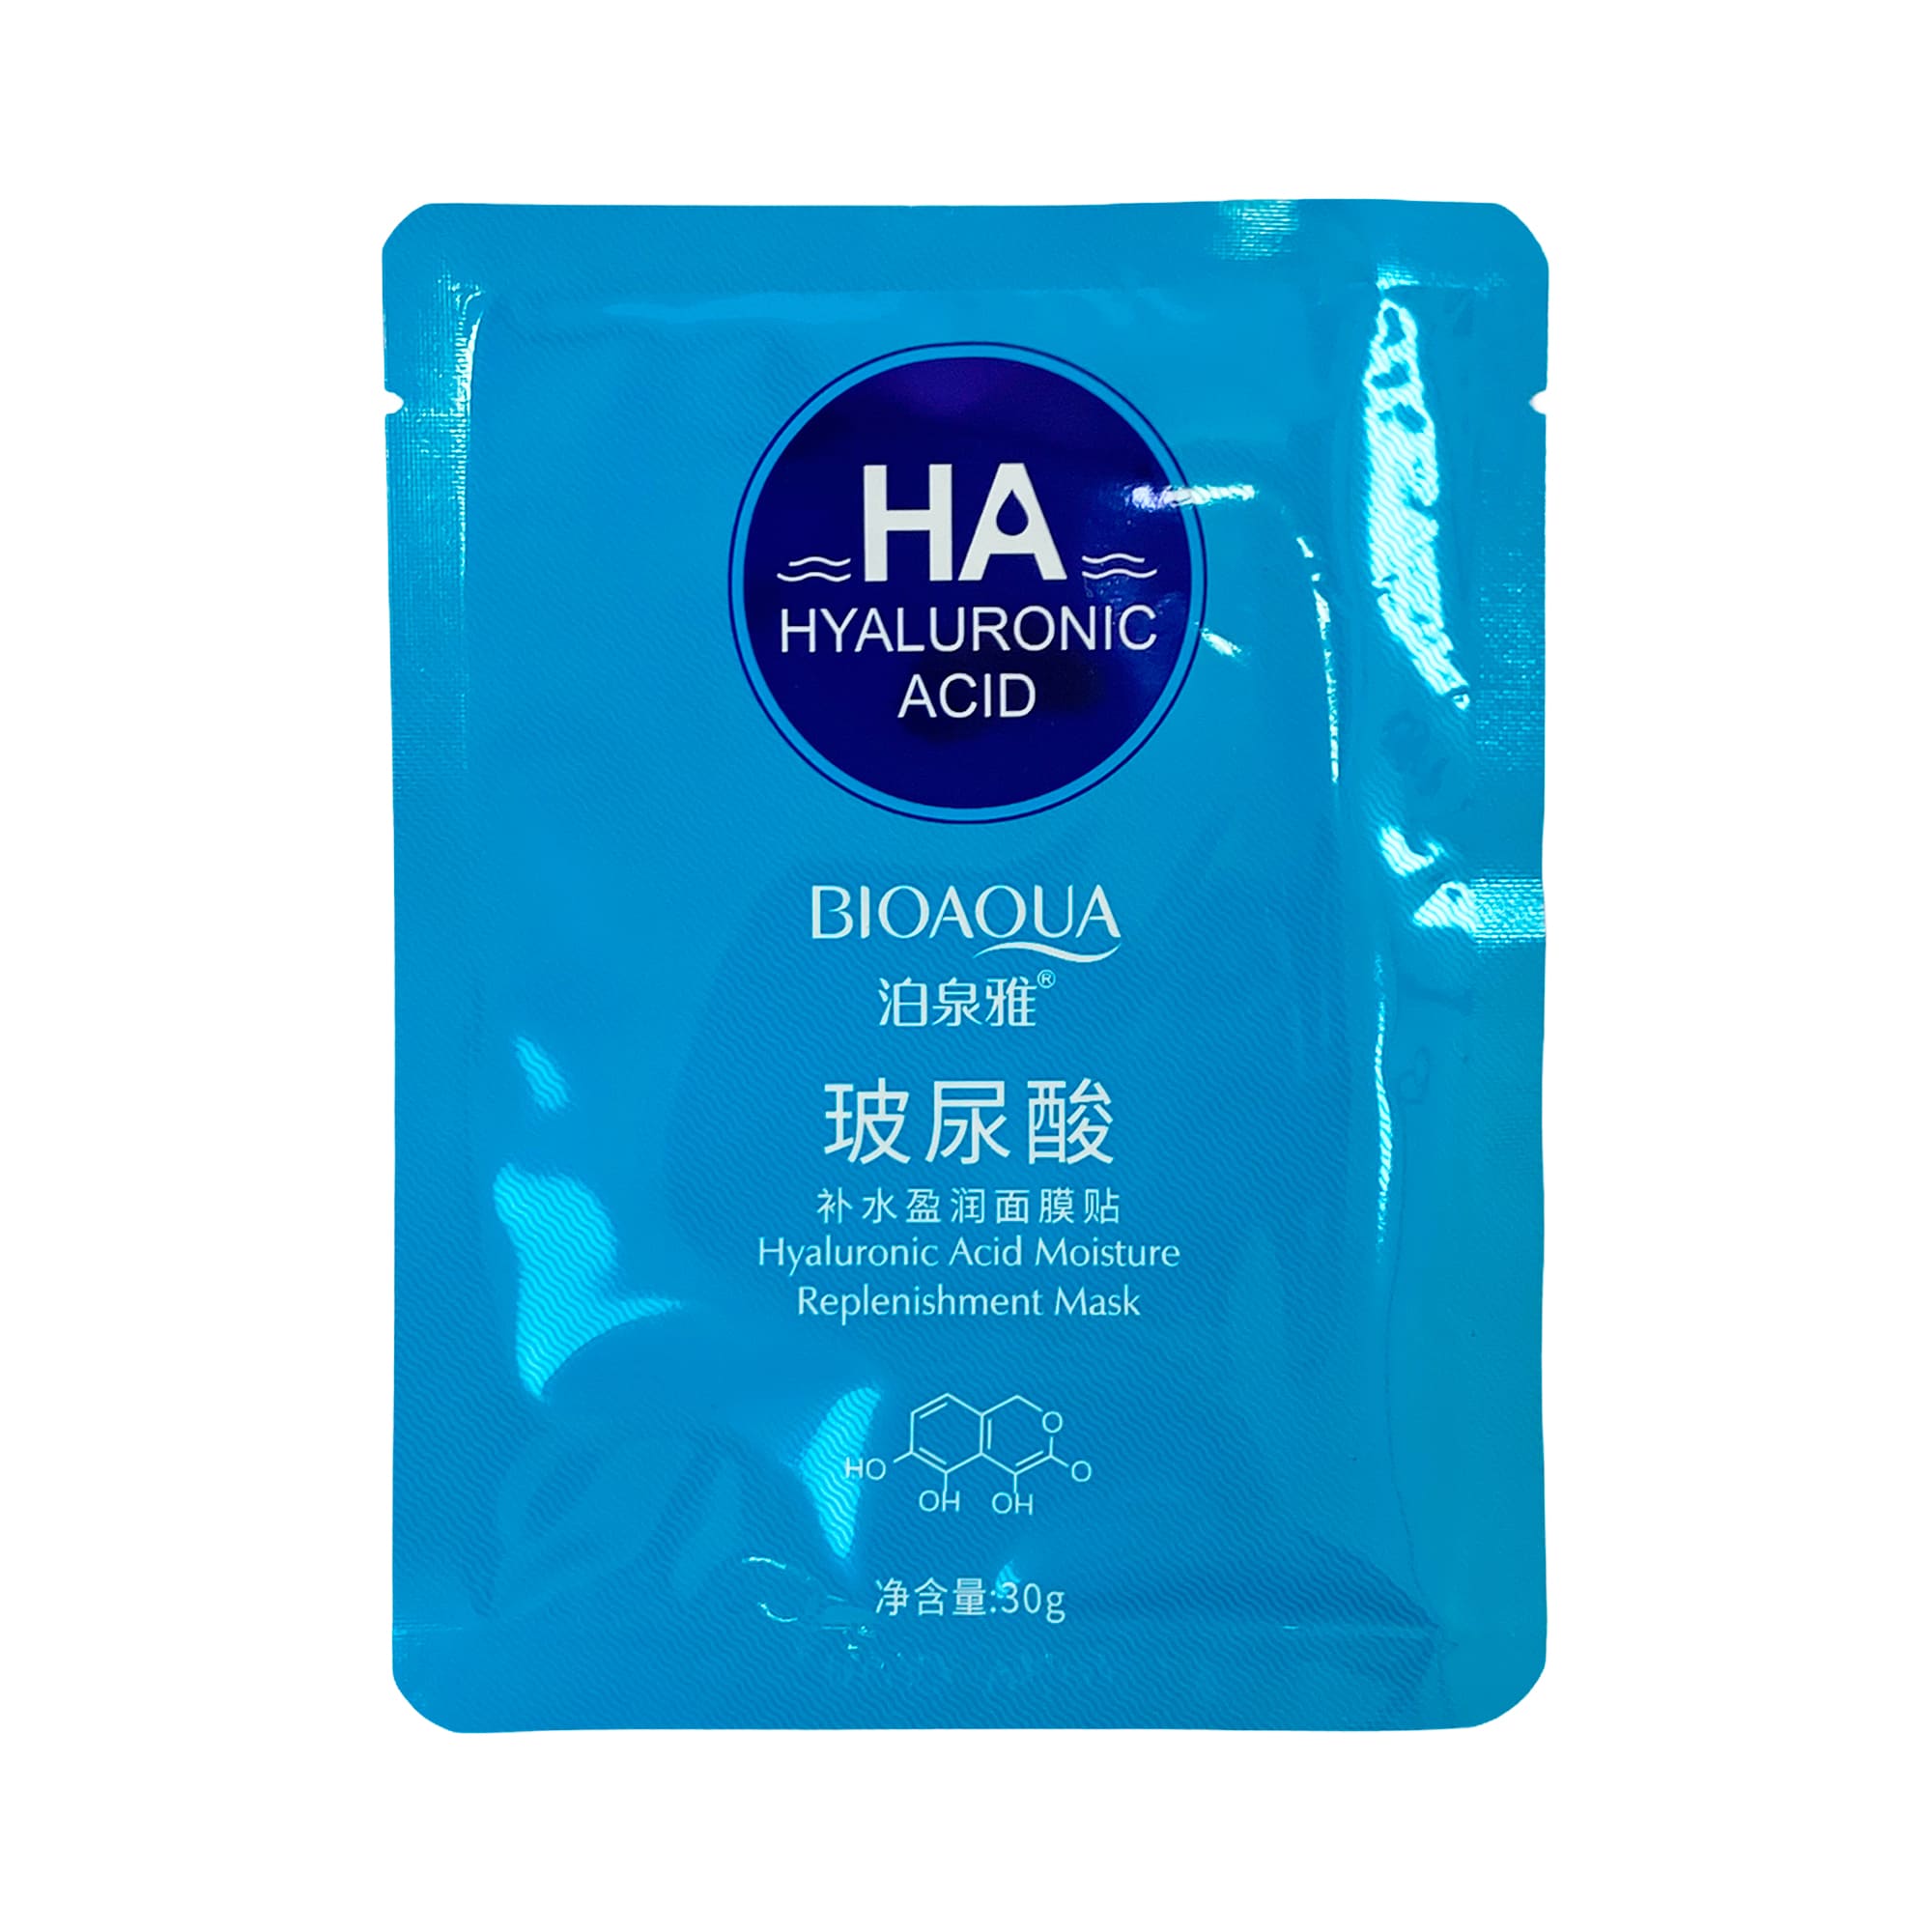 HA
HYALURONIC
ACID
BIOAQUA
泊泉雅®
玻尿酸
补水盈润面膜贴
Hyaluronic Acid Moisture
Replenishment Mask
O
HO
O
OH OH
净含量:30g